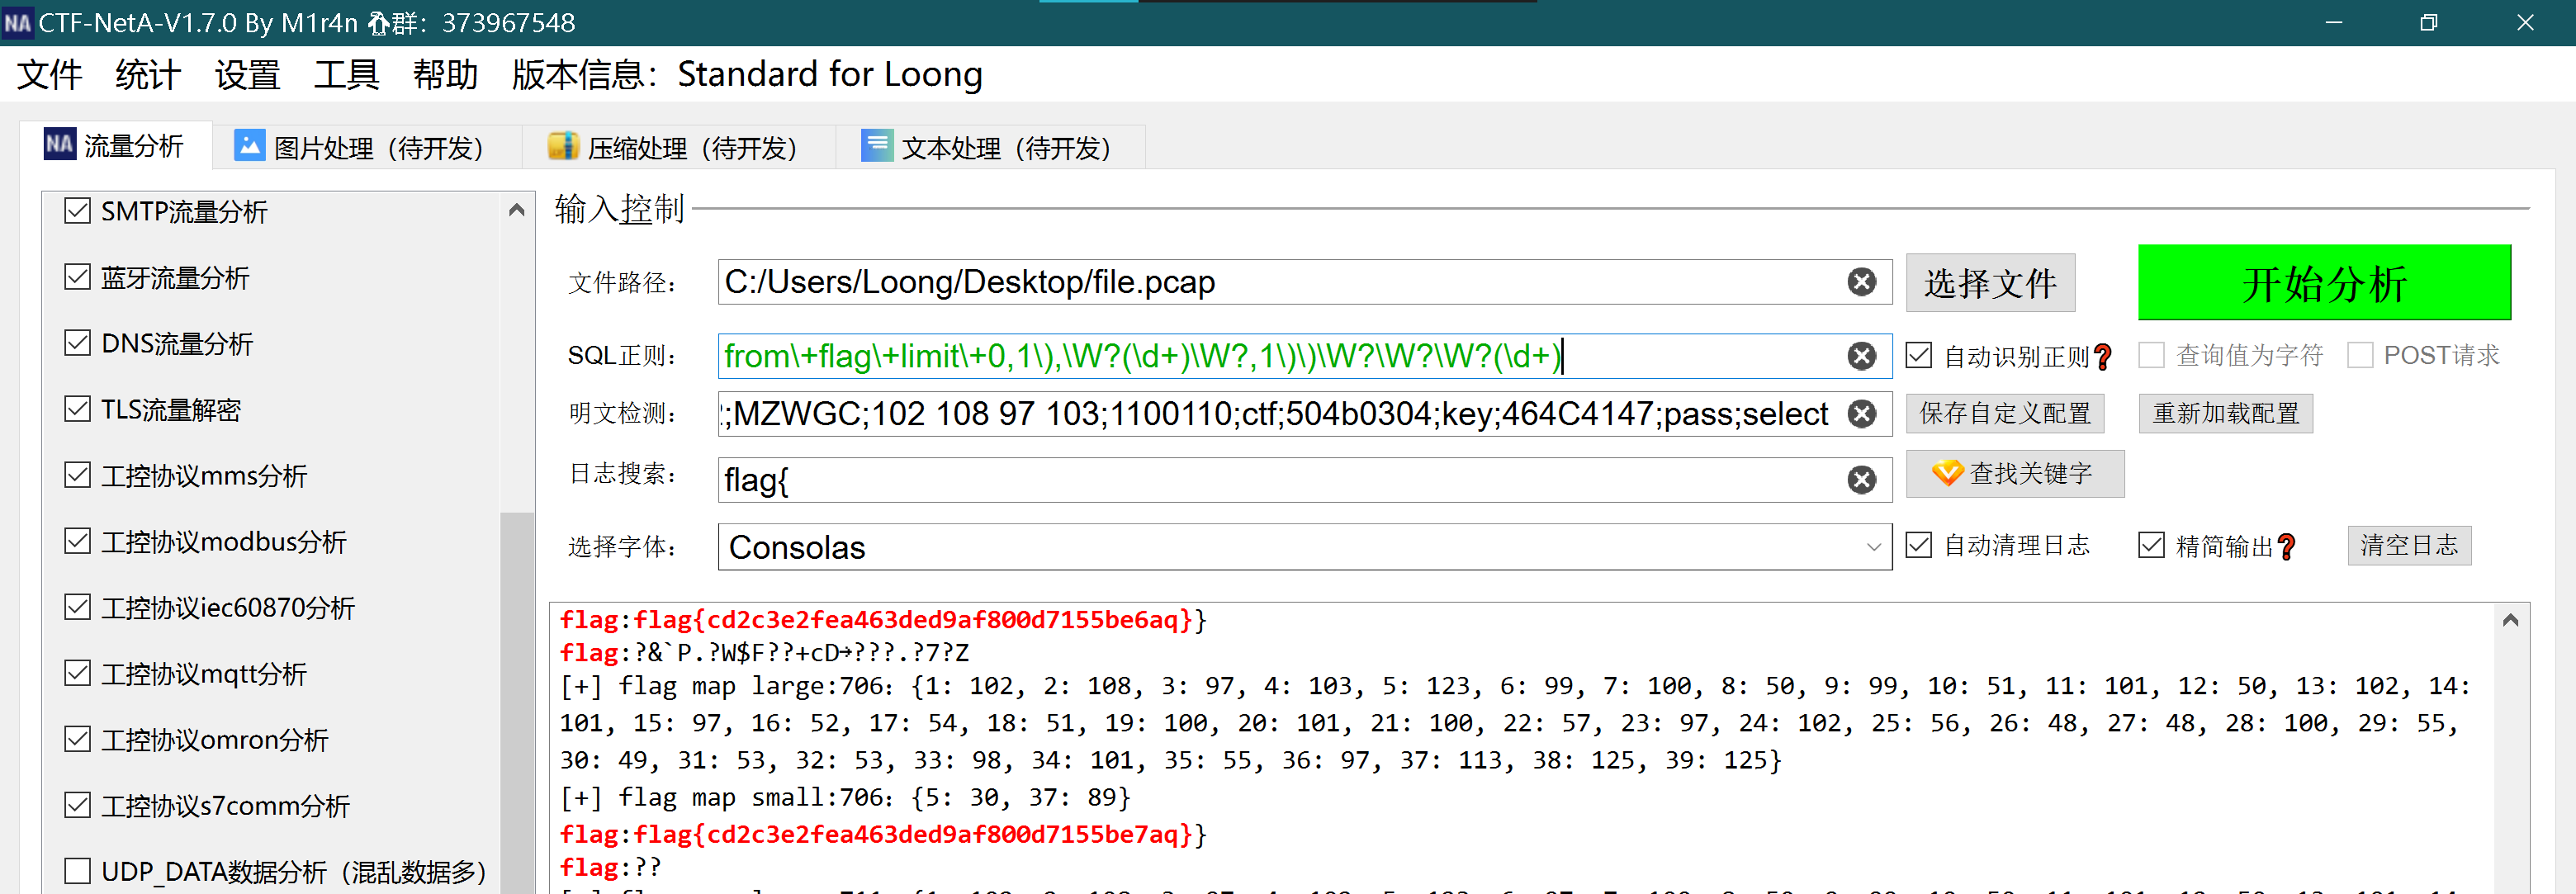 NA CTF-NetA-V1.7.0 By M1r4n 群：373967548
文件 统计 设置 工具 帮助 版本信息：Standard for Loong
NA 流量分析 图片处理（待开发） 压缩处理（待开发） 文本处理（待开发）
SMTP流量分析
蓝牙流量分析
DNS流量分析
TLS流量解密
工控协议mms分析
工控协议modbus分析
工控协议iec60870分析
工控协议mqtt分析
工控协议omron分析
工控协议s7comm分析
UDP_DATA数据分析（混乱数据多）
输入控制
文件路径： C:/Users/Loong/Desktop/file.pcap 选择文件 开始分析
SQL正则： from\+flag\+limit\+0,1\),\W?(\d+)\W?,1\)\)\W?\W?\W?(\d+) 自动识别正则❓ 查询值为字符 POST请求
明文检测： ;MZWGC;102 108 97 103;1100110;ctf;504b0304;key;464C4147;pass;select 保存自定义配置 重新加载配置
日志搜索： flag{ 查找关键字
选择字体： Consolas 自动清理日志 精简输出❓ 清空日志
flag:flag{cd2c3e2fea463ded9af800d7155be6aq}}
flag:?&`P.?W$F??+cD→???.?7?Z
[+] flag map large:706: {1: 102, 2: 108, 3: 97, 4: 103, 5: 123, 6: 99, 7: 100, 8: 50, 9: 99, 10: 51, 11: 101, 12: 50, 13: 102, 14:
101, 15: 97, 16: 52, 17: 54, 18: 51, 19: 100, 20: 101, 21: 100, 22: 57, 23: 97, 24: 102, 25: 56, 26: 48, 27: 48, 28: 100, 29: 55,
30: 49, 31: 53, 32: 53, 33: 98, 34: 101, 35: 55, 36: 97, 37: 113, 38: 125, 39: 125}
[+] flag map small:706: {5: 30, 37: 89}
flag:flag{cd2c3e2fea463ded9af800d7155be7aq}}
flag:??